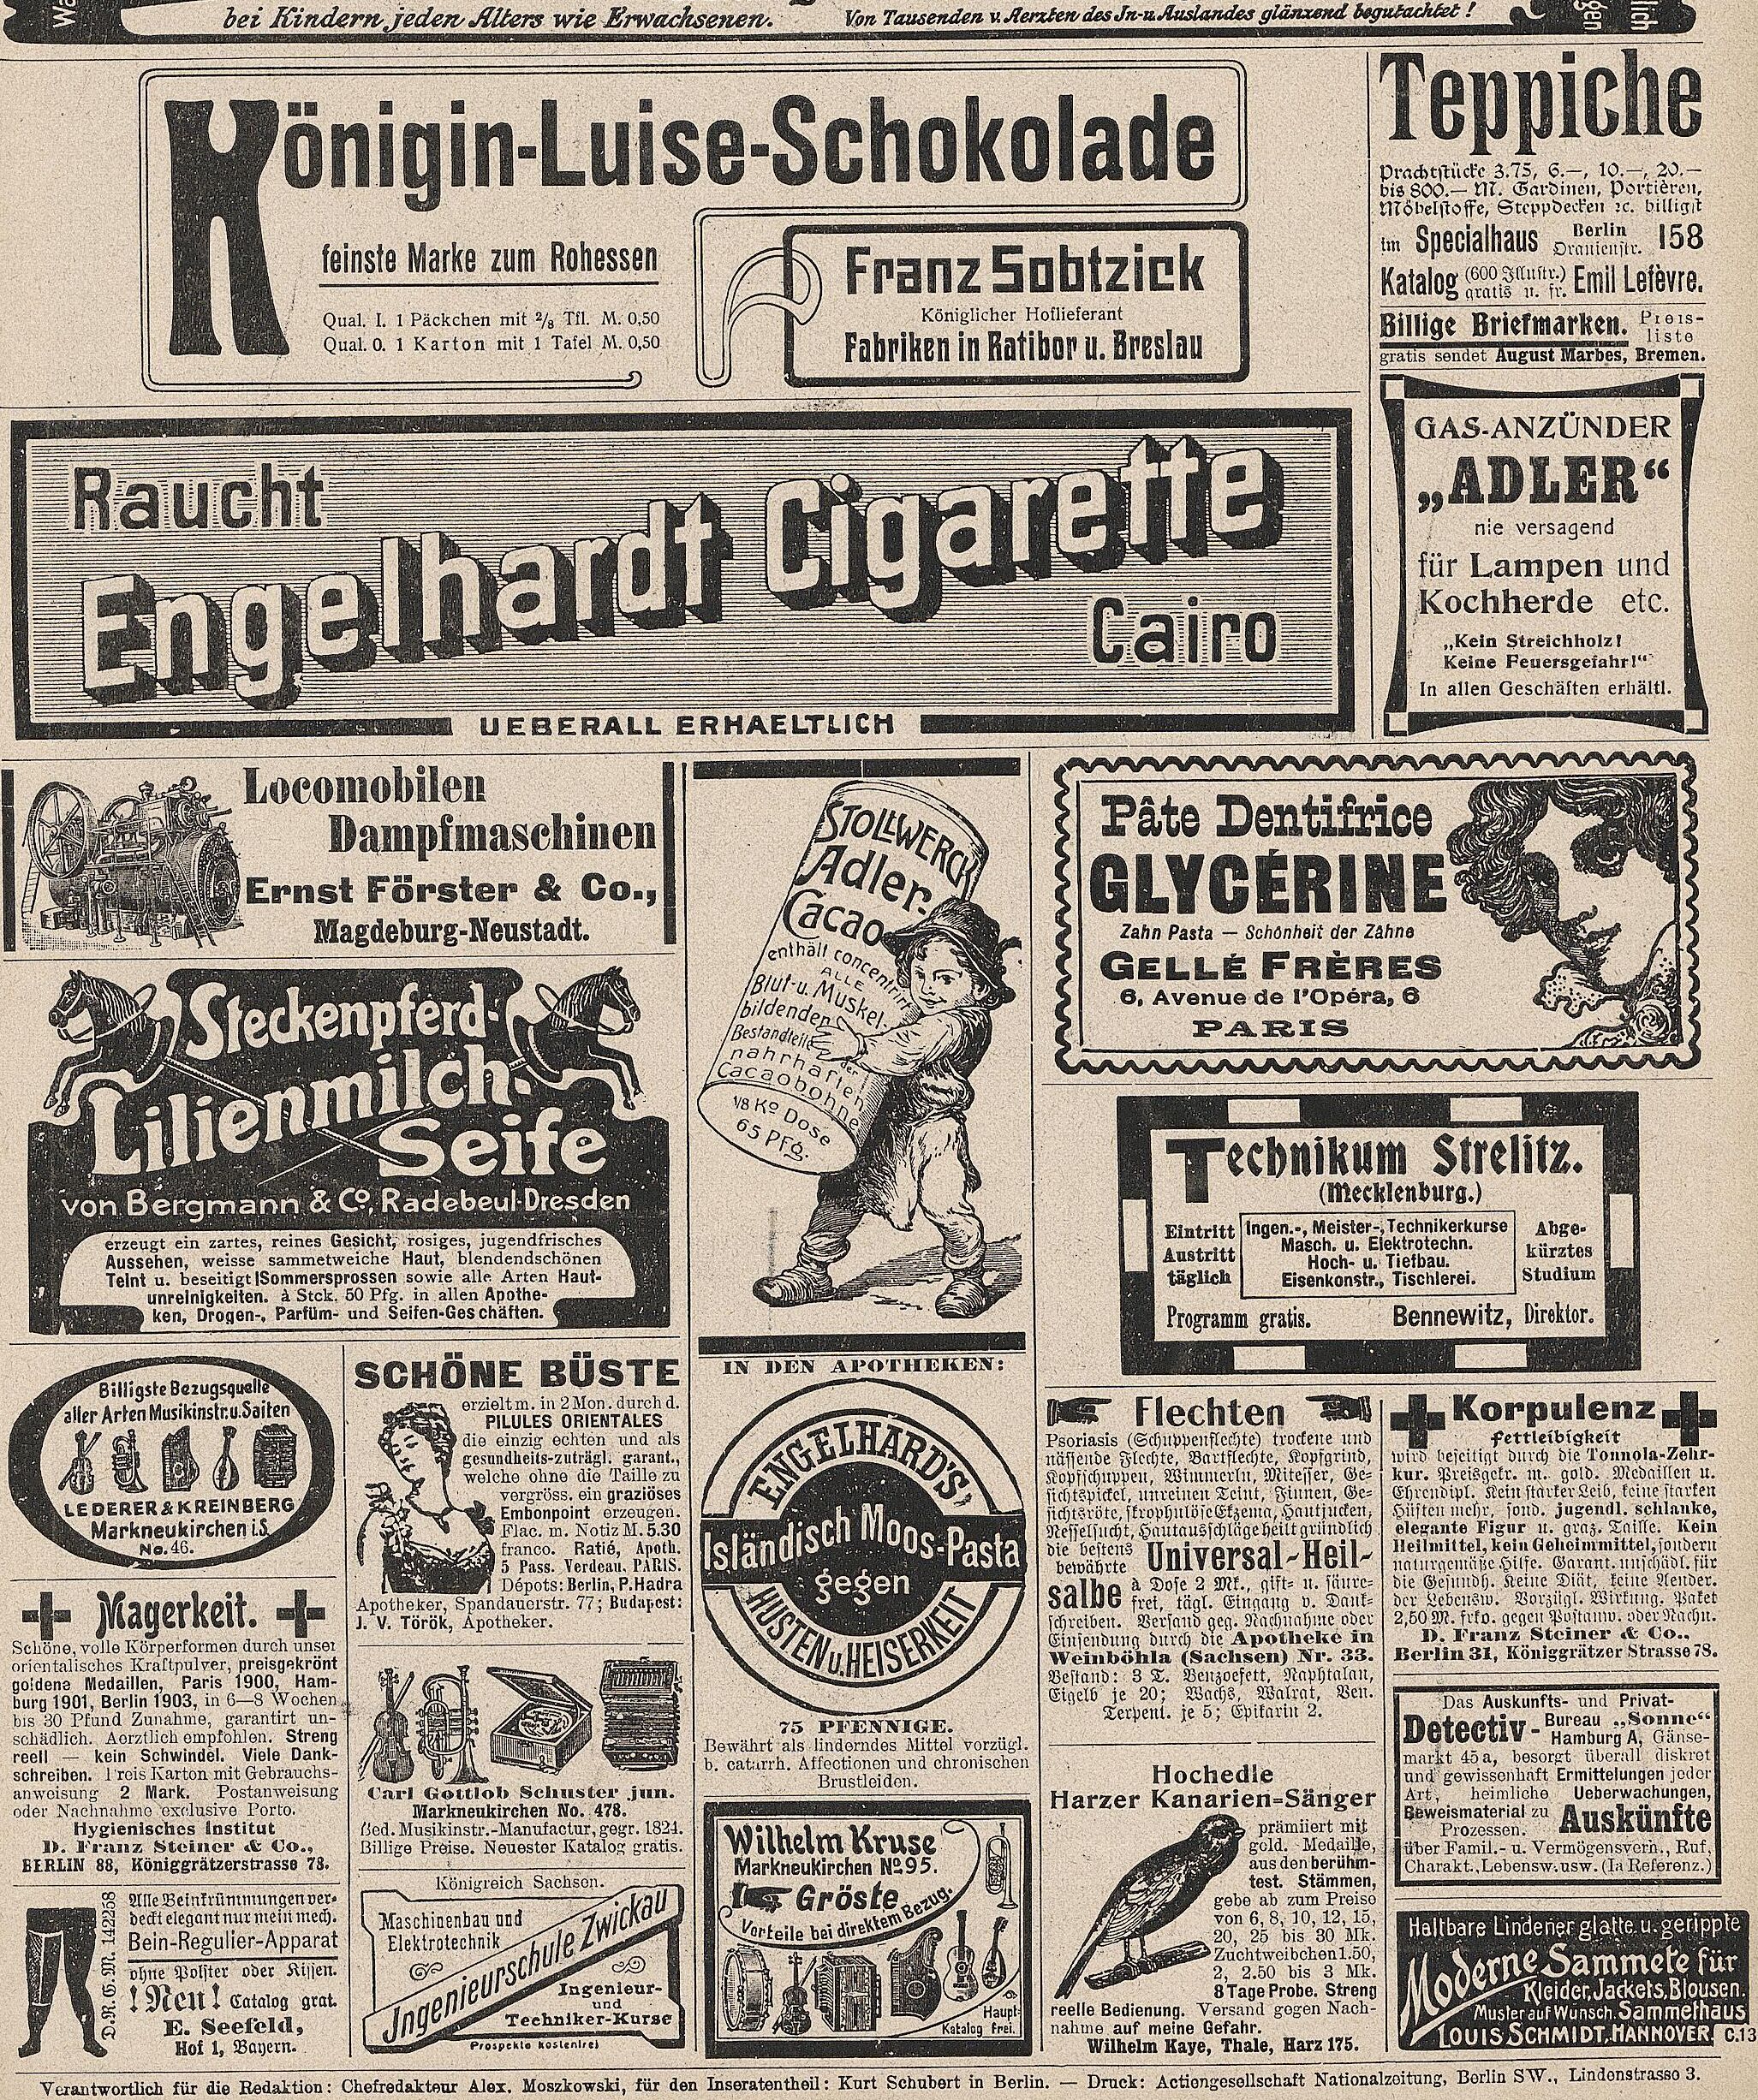 bei Kindern jeden Alters wie Erwachsenen.
Von Tausenden v. Aerzten des Jn-u. Auslandes glänzend begutachtet!
Königin-Luise-Schokolade
feinste Marke zum Rohessen
Qual. I. 1 Päckchen mit ²/₈ Tfl. M. 0,50
Qual. 0. 1 Karton mit 1 Tafel M. 0,50
Franz Sobtzick
Königlicher Hoflieferant
Fabriken in Ratibor u. Breslau
Teppiche
Prachtstücke 3.75, 6.—, 10.—, 20.—
bis 800.— M. Gardinen, Portièren,
Möbelstoffe, Steppdecken ꝛc. billigst
im Specialhaus Berlin Oranienstr. 158
Katalog (600 Illustr.) gratis u. fr. Emil Lefèvre.
Billige Briefmarken. Preis-
liste
gratis sendet August Marbes, Bremen.
Raucht
Engelhardt Cigarette
Cairo
UEBERALL ERHAELTLICH
GAS-ANZÜNDER
„ADLER“
nie versagend
für Lampen und
Kochherde etc.
„Kein Streichholz!
Keine Feuersgefahr!“
In allen Geschäften erhältl.
Locomobilen
Dampfmaschinen
Ernst Förster & Co.,
Magdeburg-Neustadt.
Steckenpferd-
Lilienmilch-
Seife
von Bergmann & Co, Radebeul-Dresden
erzeugt ein zartes, reines Gesicht, rosiges, jugendfrisches
Aussehen, weisse sammetweiche Haut, blendendschönen
Teint u. beseitigt Sommersprossen sowie alle Arten Haut-
unreinigkeiten. à Stck. 50 Pfg. in allen Apothe-
ken, Drogen-, Parfüm- und Seifen-Geschäften.
STOLLWERCK
Adler-
Cacao
enthält concentrirt
ALLE
Blut-u. Muskel-
bildenden
Bestandteile der
nahrhaften
Cacaobohne
1/8 Ko Dose
65 Pfg.
Pâte Dentifrice
GLYCÉRINE
Zahn Pasta — Schönheit der Zähne
GELLÉ FRÈRES
6, Avenue de l'Opéra, 6
PARIS
Technikum Strelitz.
(Mecklenburg.)
Eintritt
Austritt
täglich
Ingen.-, Meister-, Technikerkurse
Masch. u. Elektrotechn.
Hoch- u. Tiefbau.
Eisenkonstr., Tischlerei.
Abge-
kürztes
Studium
Programm gratis. Bennewitz, Direktor.
Billigste Bezugsquelle
aller Arten Musikinstr. u. Saiten
LEDERER & KREINBERG
Markneukirchen i.S.
No. 46.
Magerkeit.
Schöne, volle Körperformen durch unser
orientalisches Kraftpulver, preisgekrönt
goldene Medaillen, Paris 1900, Ham-
burg 1901, Berlin 1903, in 6—8 Wochen
bis 30 Pfund Zunahme, garantirt un-
schädlich. Aerztlich empfohlen. Streng
reell — kein Schwindel. Viele Dank-
schreiben. Preis Karton mit Gebrauchs-
anweisung 2 Mark. Postanweisung
oder Nachnahme exclusive Porto.
Hygienisches Institut
D. Franz Steiner & Co.,
BERLIN 88, Königgrätzerstrasse 78.
D.R.G.M. 142258
Alle Beinkrümmungen ver-
deckt elegant nur mein mech.
Bein-Regulier-Apparat
ohne Polster oder Kissen.
! Neu ! Catalog grat.
E. Seefeld,
Hof 1, Bayern.
SCHÖNE BÜSTE
erzielt m. in 2 Mon. durch d.
PILULES ORIENTALES
die einzig echten und als
gesundheits-zuträgl. garant.,
welche ohne die Taille zu
vergröss. ein graziöses
Embonpoint erzeugen.
Flac. m. Notiz M. 5.30
franco. Ratié, Apoth.
5 Pass. Verdeau, PARIS.
Dépots: Berlin, P. Hadra
Apotheker, Spandauerstr. 77; Budapest:
J. V. Török, Apotheker.
Carl Gottlob Schuster jun.
Markneukirchen No. 478.
Bed. Musikinstr.-Manufactur, gegr. 1824.
Billige Preise. Neuester Katalog gratis.
Königreich Sachsen.
Maschinenbau und
Elektrotechnik
Jngenieurschule Zwickau
Ingenieur-
und
Techniker-Kurse
Prospekte kostenfrei
IN DEN APOTHEKEN:
ENGELHARD'S
Isländisch Moos-Pasta
gegen
HUSTEN u. HEISERKEIT
75 PFENNIGE.
Bewährt als linderndes Mittel vorzügl.
b. catarrh. Affectionen und chronischen
Brustleiden.
Wilhelm Kruse
Markneukirchen No 95.
Gröste
Vorteile bei direktem Bezug.
Haupt-
Katalog frei.
Flechten
Psoriasis (Schuppenflechte) trockene und
nässende Flechte, Bartflechte, Kopfgrind,
Kopfschuppen, Wimmerln, Mitesser, Ge-
sichtspickel, unreinen Teint, Finnen, Ge-
sichtsröte, skrophulöse Ekzema, Hautjucken,
Nesselsucht, Hautausschläge heilt gründlich
die bestens
bewährte Universal-Heil-
salbe à Dose 2 Mk., gift- u. säure-
frei, tägl. Eingang v. Dank-
schreiben. Versand geg. Nachnahme oder
Einsendung durch die Apotheke in
Weinböhla (Sachsen) Nr. 33.
Bestand: 3 T. Benzoefett, Naphtalan,
Eigelb je 20; Wachs, Walrat, Ven.
Terpent. je 5; Epikarin 2.
Hochedle
Harzer Kanarien-Sänger
prämiiert mit
gold. Medaille,
aus den berühm-
test. Stämmen,
gebe ab zum Preise
von 6, 8, 10, 12, 15,
20, 25 bis 30 Mk.
Zuchtweibchen 1.50,
2, 2.50 bis 3 Mk.
8 Tage Probe. Streng
reelle Bedienung. Versand gegen Nach-
nahme auf meine Gefahr.
Wilhelm Kaye, Thale, Harz 175.
Korpulenz
Fettleibigkeit
wird beseitigt durch die Tonnola-Zehr-
kur. Preisgekr. m. gold. Medaillen u.
Ehrendipl. Kein starker Leib, keine starken
Hüften mehr, sond. jugendl. schlanke,
elegante Figur u. graz. Taille. Kein
Heilmittel, kein Geheimmittel, sondern
naturgemäße Hilfe. Garant. unschädl. für
die Gesundh. Keine Diät, keine Aender.
der Lebensw. Vorzügl. Wirkung. Paket
2,50 M. frko. gegen Postanw. oder Nachn.
D. Franz Steiner & Co.,
Berlin 31, Königgrätzer Strasse 78.
Das Auskunfts- und Privat-
Detectiv-Bureau „Sonne“
Hamburg A, Gänse-
markt 45a, besorgt überall diskret
und gewissenhaft Ermittelungen jeder
Art, heimliche Ueberwachungen,
Beweismaterial zu
Prozessen. Auskünfte
über Famil.- u. Vermögensverh., Ruf,
Charakt., Lebensw. usw. (Ia Referenz.)
Haltbare Lindener glatte u. gerippte
Moderne Sammete für
Kleider, Jackets, Blousen.
Muster auf Wunsch. Sammethaus
LOUIS SCHMIDT, HANNOVER. C.13
Verantwortlich für die Redaktion: Chefredakteur Alex. Moszkowski, für den Inseratentheil: Kurt Schubert in Berlin. — Druck: Actiengesellschaft Nationalzeitung, Berlin SW., Lindenstrasse 3.